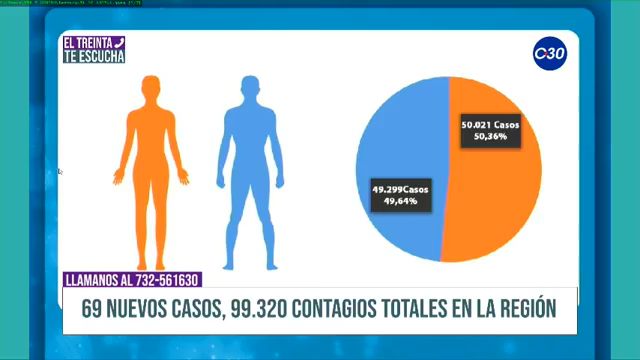 EL TREINTA
TE ESCUCHA
C30
50.021 Casos
50,36%
49.299Casos
49,64%
LLAMANOS AL 732-561630
69 NUEVOS CASOS, 99.320 CONTAGIOS TOTALES EN LA REGIÓN